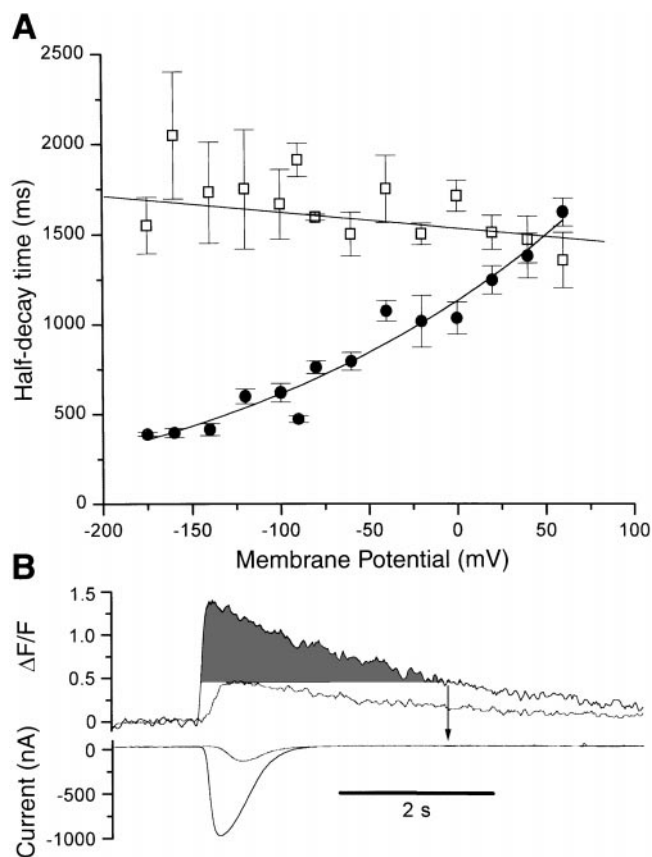 A
2500
2000
1500
1000
500
0
Half-decay time (ms)
-200 -150 -100 -50 0 50 100
Membrane Potential (mV)
B
1.5
1.0
0.5
0
ΔF/F
0
-500
-1000
Current (nA)
2 s